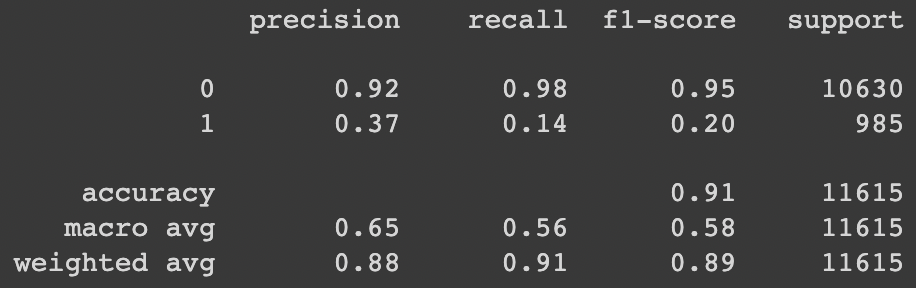 precision recall f1-score support
0 0.92 0.98 0.95 10630
1 0.37 0.14 0.20 985
accuracy 0.91 11615
macro avg 0.65 0.56 0.58 11615
weighted avg 0.88 0.91 0.89 11615